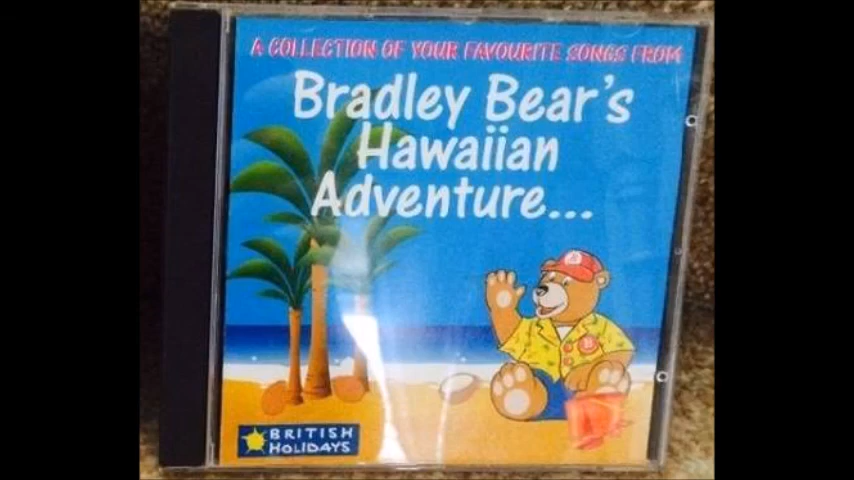 A COLLECTION OF YOUR FAVOURITE SONGS FROM
Bradley Bear's
Hawaiian
Adventure...
B
B
BRITISH
HOLIDAYS